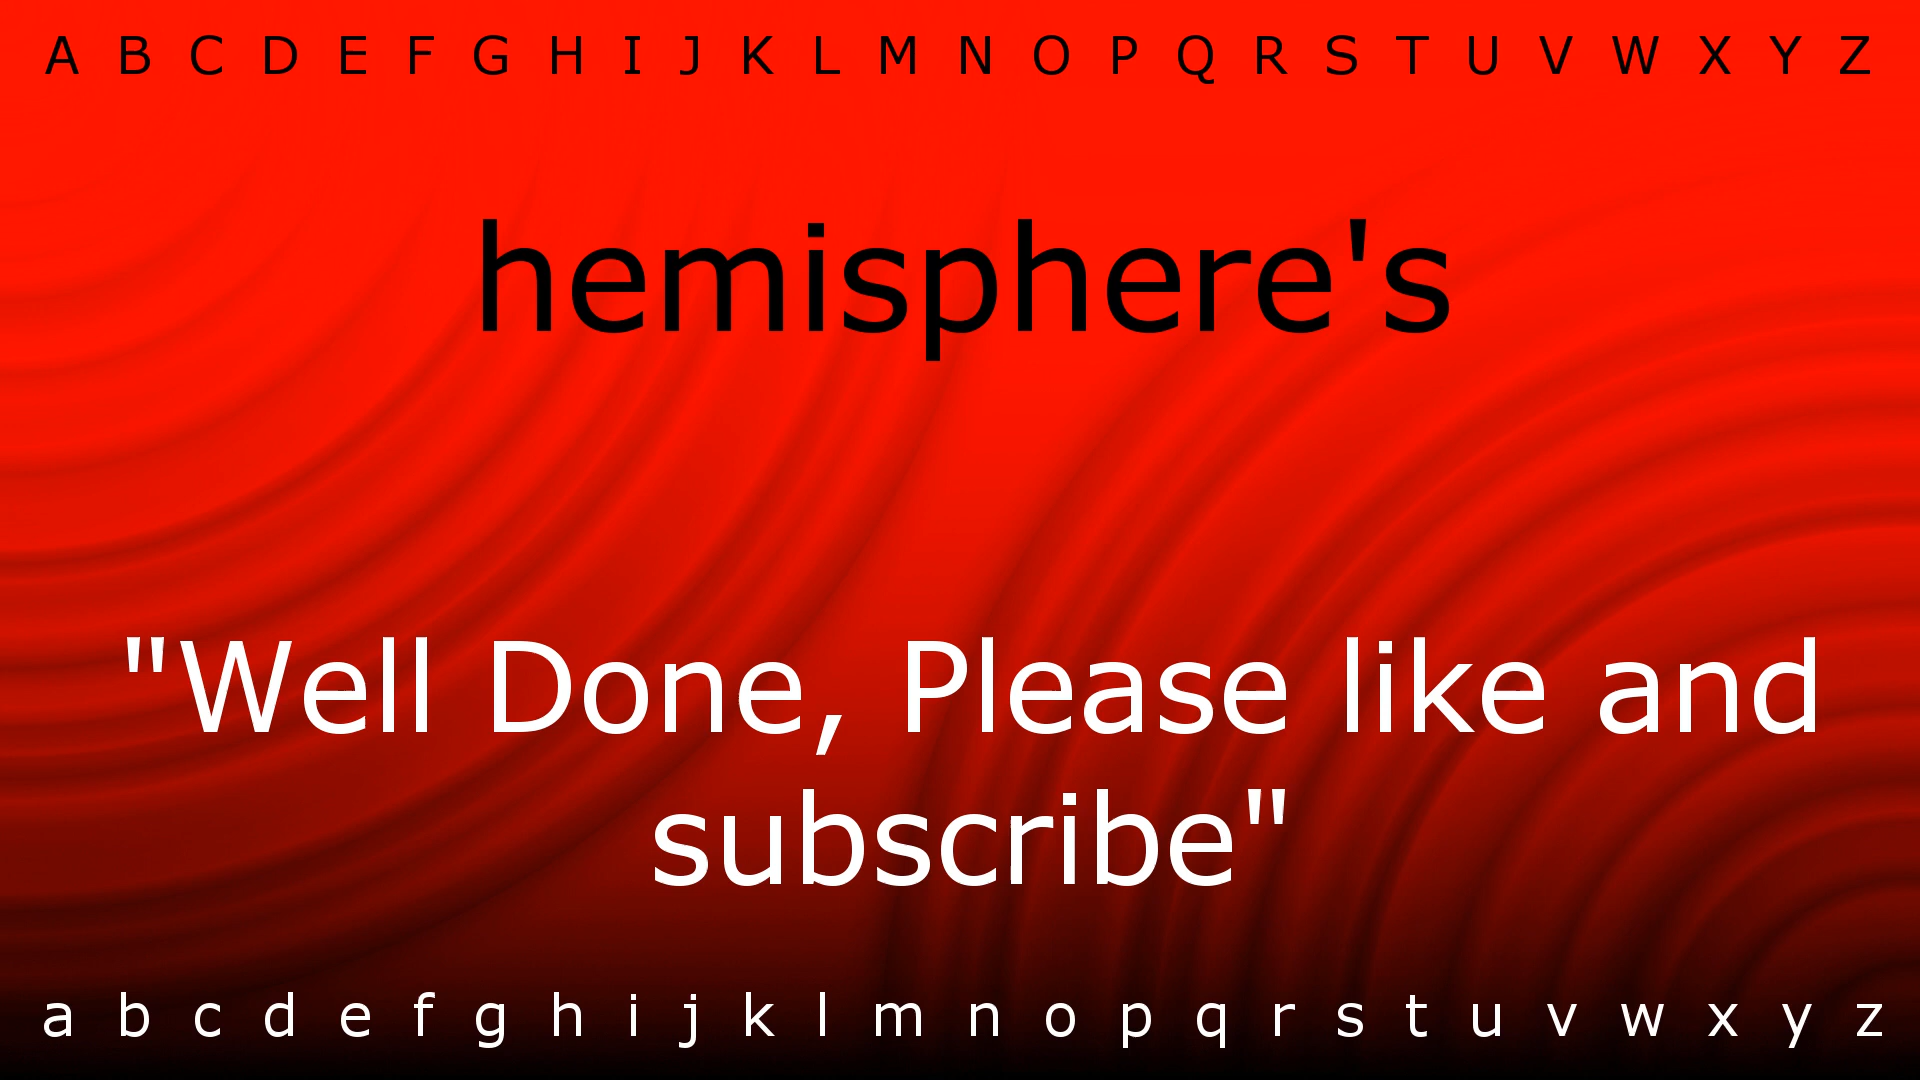 A B C D E F G H I J K L M N O P Q R S T U V W X Y Z
hemisphere's
"Well Done, Please like and
subscribe"
a b c d e f g h i j k l m n o p q r s t u v w x y z